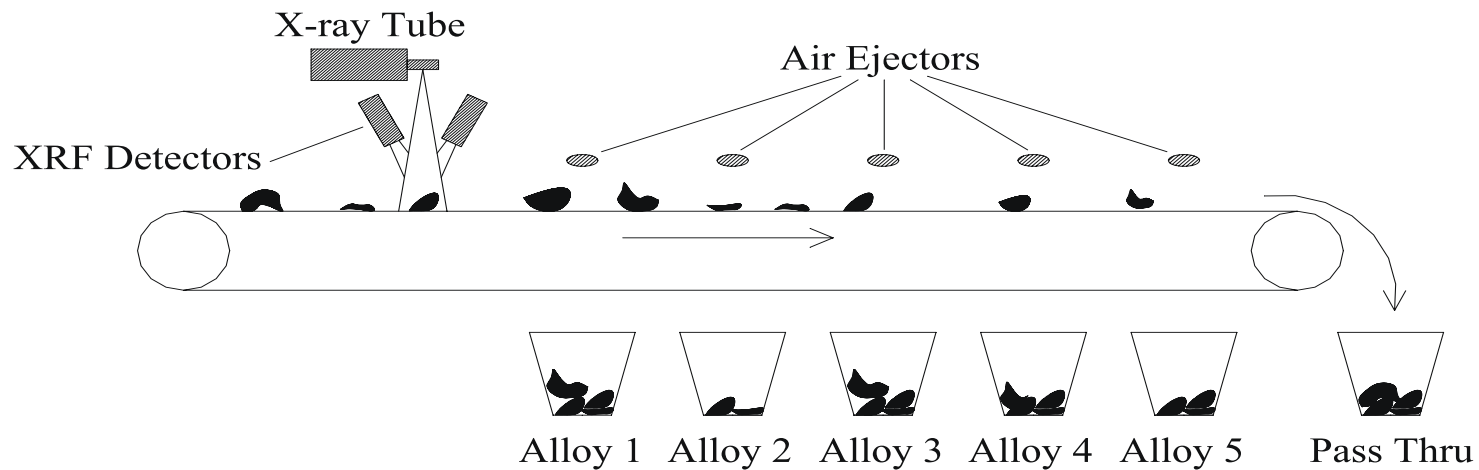 X-ray Tube
Air Ejectors
XRF Detectors
Alloy 1
Alloy 2
Alloy 3
Alloy 4
Alloy 5
Pass Thru